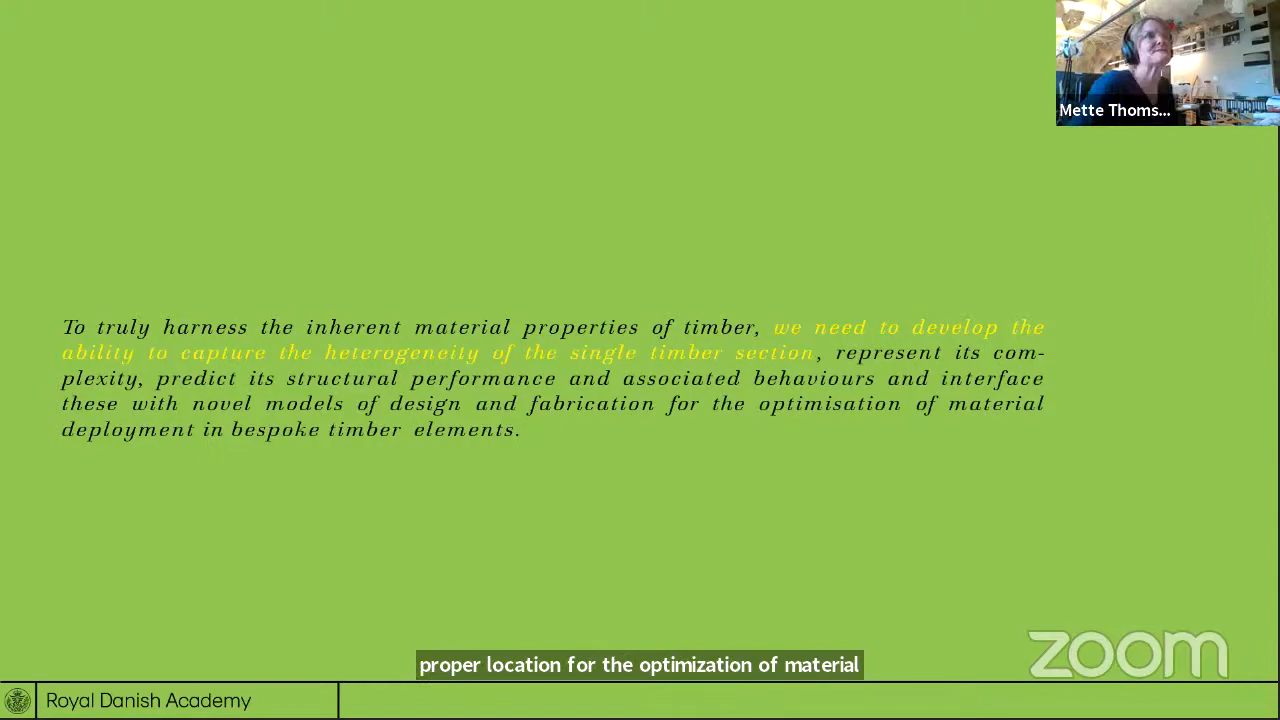 Mette Thoms...
To truly harness the inherent material properties of timber, we need to develop the
ability to capture the heterogeneity of the single timber section, represent its com-
plexity, predict its structural performance and associated behaviours and interface
these with novel models of design and fabrication for the optimisation of material
deployment in bespoke timber elements.
zoom
proper location for the optimization of material
Royal Danish Academy